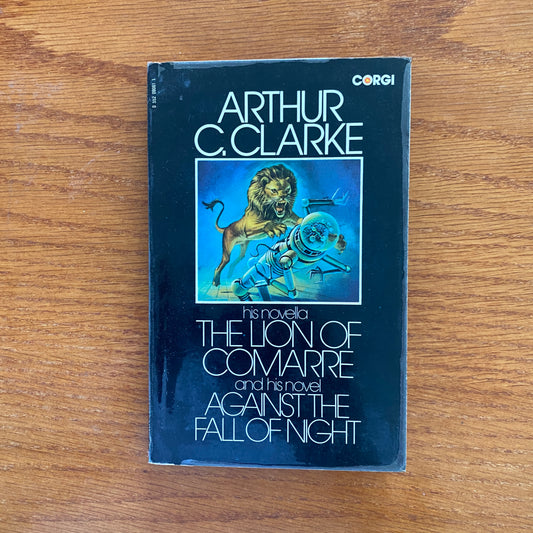 CORGI
ARTHUR
C. CLARKE
his novella
THE LION OF
COMARRE
and his novel
AGAINST THE
FALL OF NIGHT